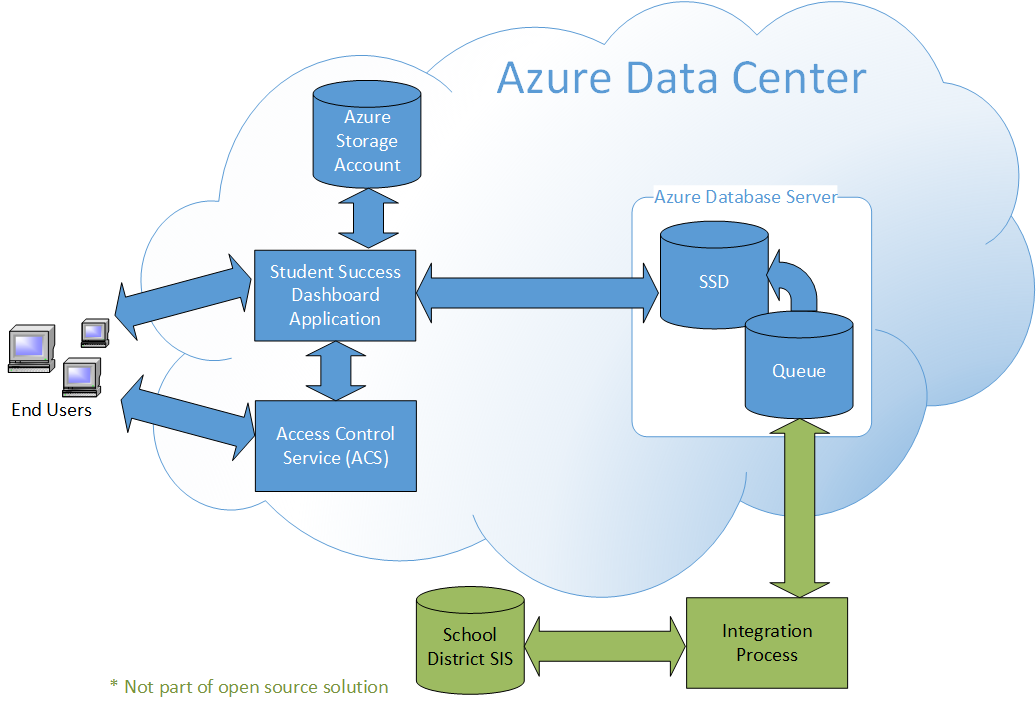 Azure Data Center
Azure
Storage
Account
Azure Database Server
Student Success
Dashboard
Application
SSD
Queue
End Users
Access Control
Service (ACS)
School
District SIS
Integration
Process
* Not part of open source solution